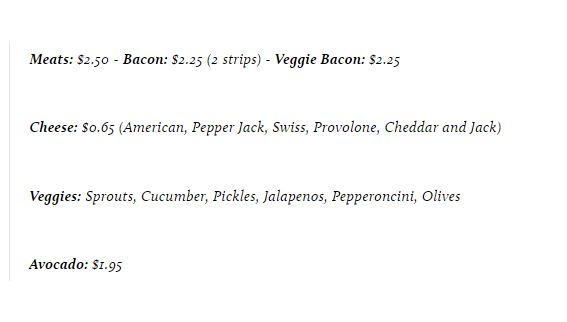 Meats: $2.50 - Bacon: $2.25 (2 strips) - Veggie Bacon: $2.25
Cheese: $0.65 (American, Pepper Jack, Swiss, Provolone, Cheddar and Jack)
Veggies: Sprouts, Cucumber, Pickles, Jalapenos, Pepperoncini, Olives
Avocado: $1.95